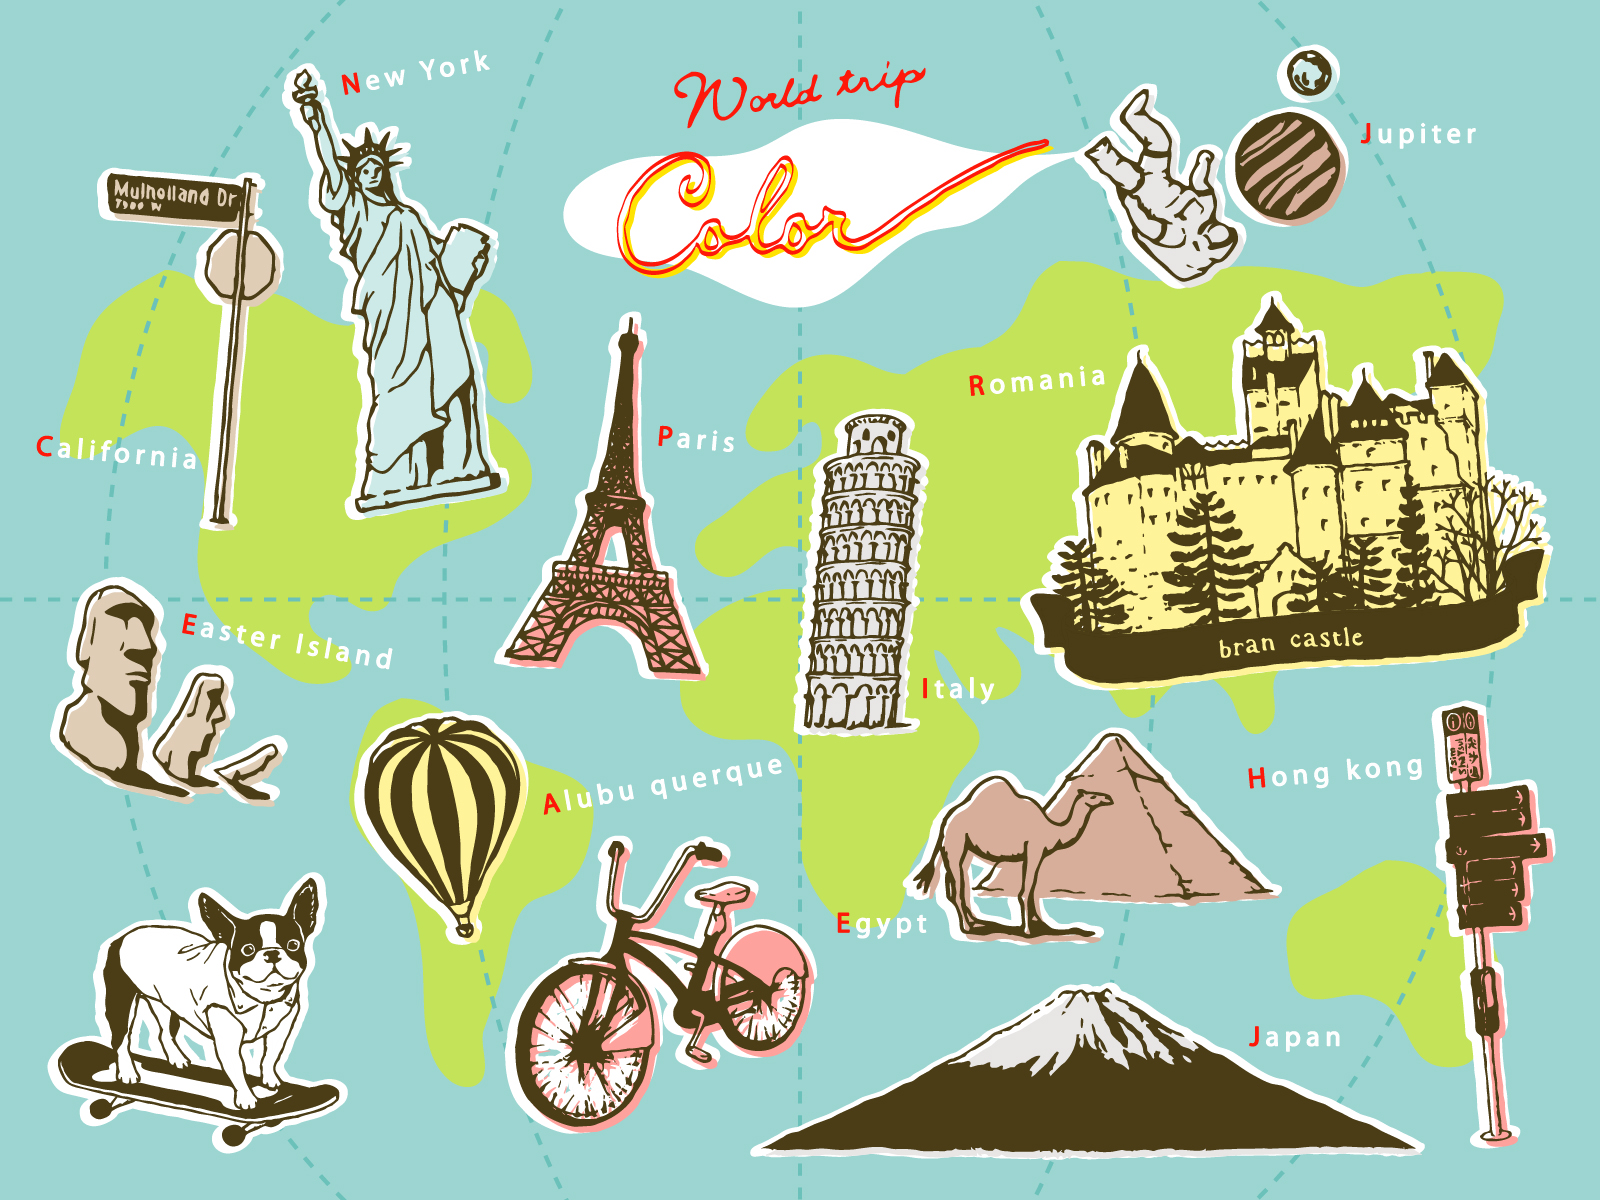 World trip
Color
New York
Jupiter
Mulholland Dr
7900 W
Romania
California
Paris
bran castle
Easter Island
Italy
Alubu querque
Hong kong
Egypt
Japan